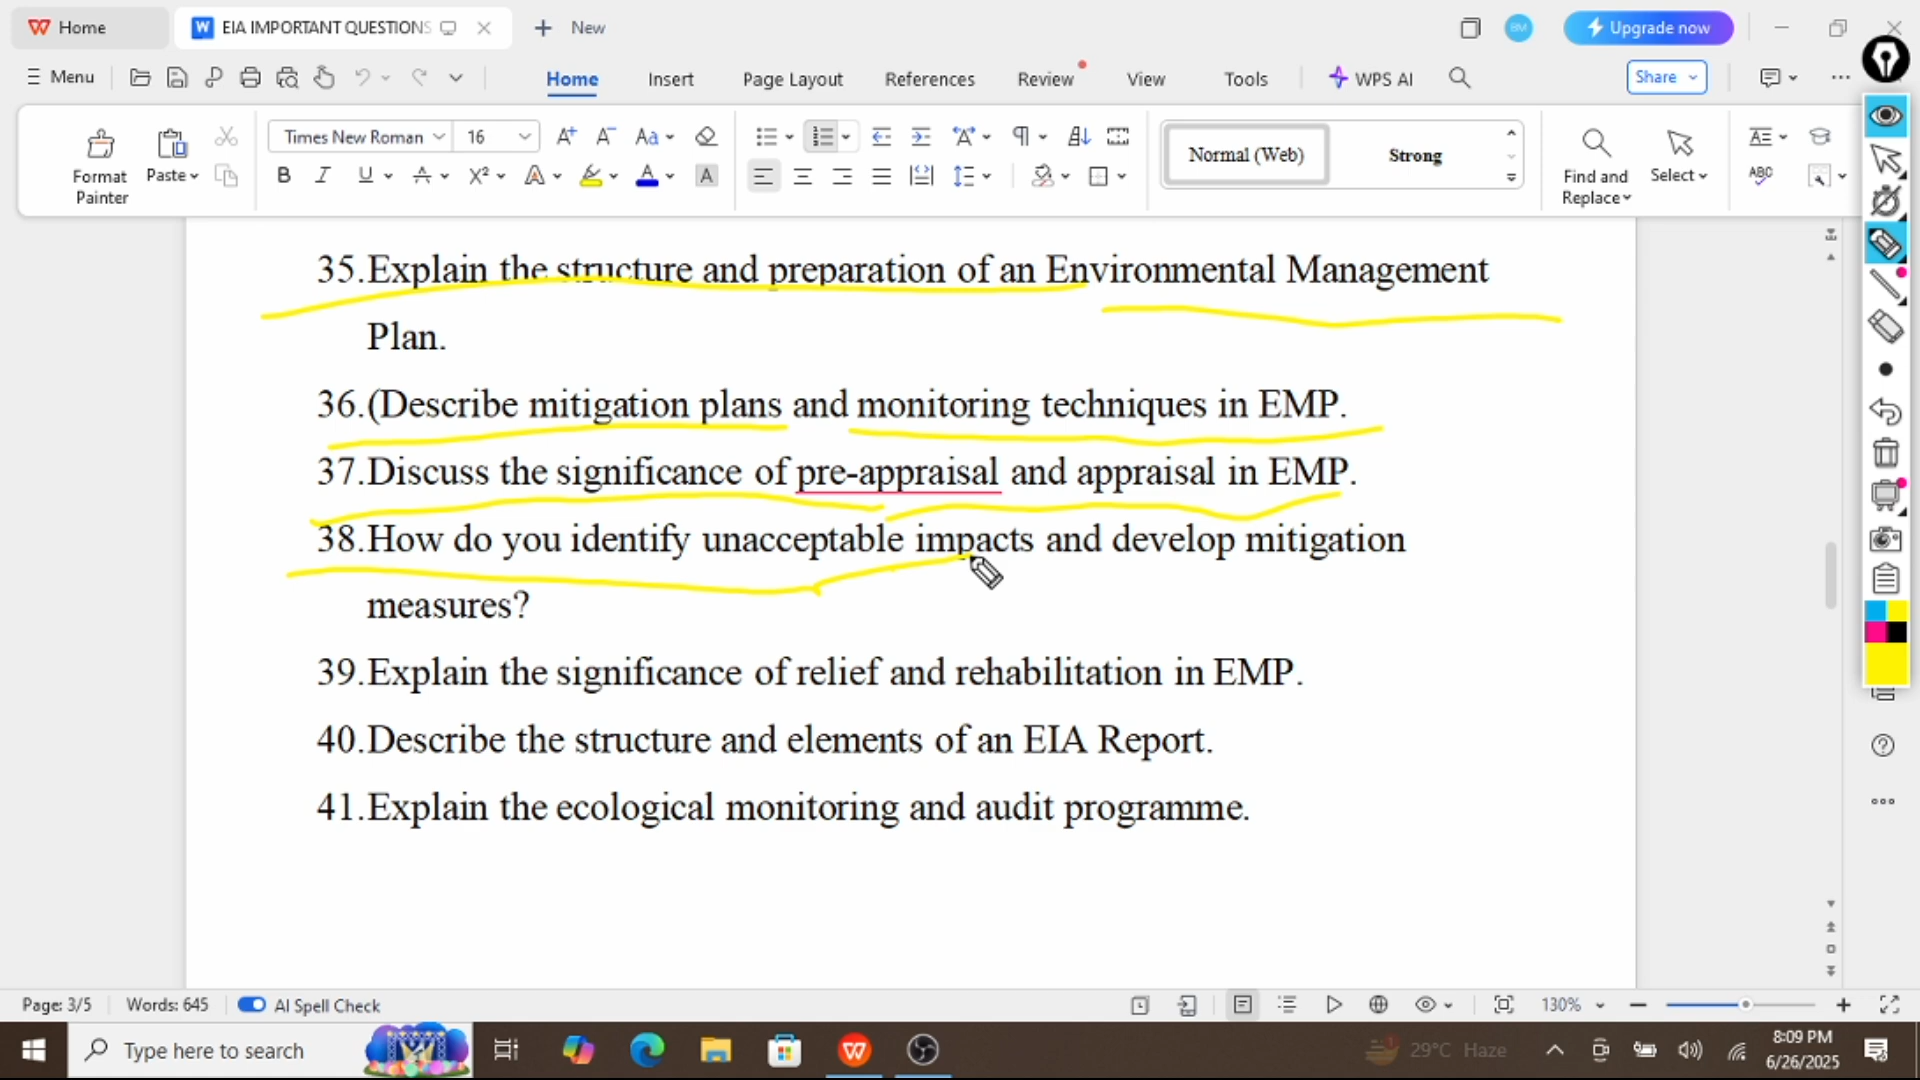 Home
EIA IMPORTANT QUESTIONS
New
BM
Upgrade now
Menu
Home
Insert
Page Layout
References
Review
View
Tools
WPS AI
Share
Format
Painter
Paste
Times New Roman
16
Normal (Web)
Strong
Find and
Replace
Select
35.Explain the structure and preparation of an Environmental Management
Plan.
36.(Describe mitigation plans and monitoring techniques in EMP.
37.Discuss the significance of pre-appraisal and appraisal in EMP.
38.How do you identify unacceptable impacts and develop mitigation
measures?
39.Explain the significance of relief and rehabilitation in EMP.
40.Describe the structure and elements of an EIA Report.
41.Explain the ecological monitoring and audit programme.
Page: 3/5
Words: 645
AI Spell Check
130%
Type here to search
29°C Haze
8:09 PM
6/26/2025